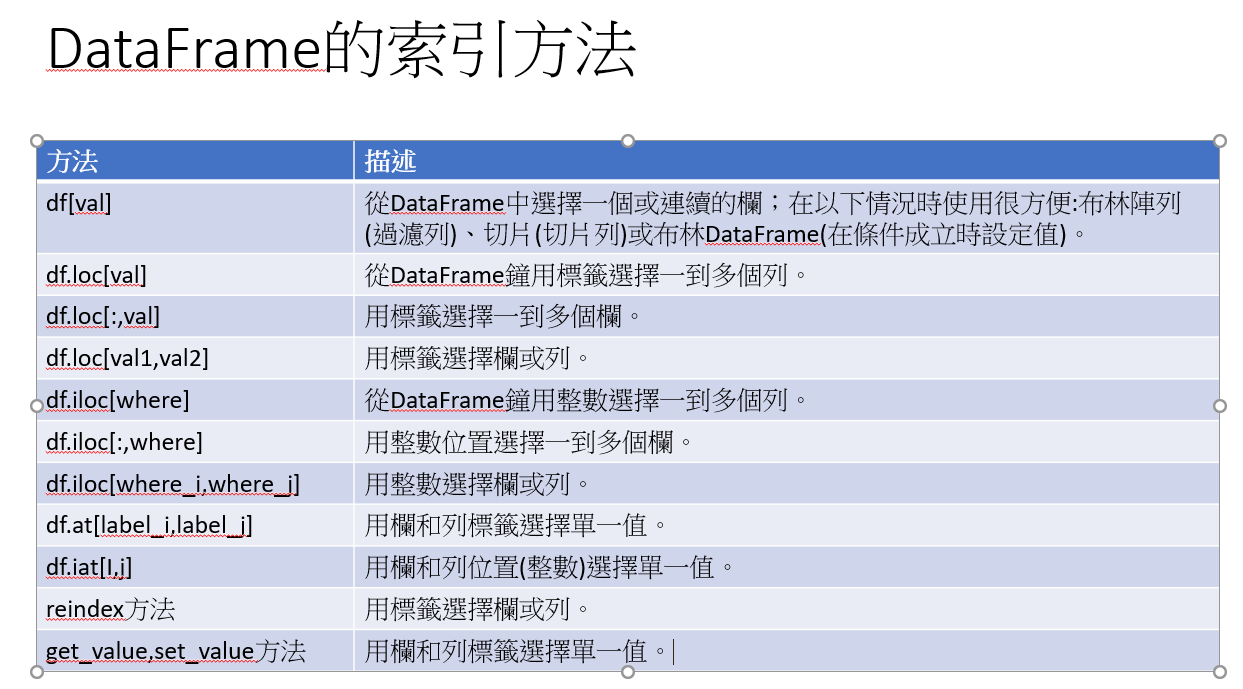 DataFrame的索引方法
方法 描述
df[val] 從DataFrame中選擇一個或連續的欄；在以下情況時使用很方便:布林陣列
(過濾列)、切片(切片列)或布林DataFrame(在條件成立時設定值)。
df.loc[val] 從DataFrame鐘用標籤選擇一到多個列。
df.loc[:,val] 用標籤選擇一到多個欄。
df.loc[val1,val2] 用標籤選擇欄或列。
df.iloc[where] 從DataFrame鐘用整數選擇一到多個列。
df.iloc[:,where] 用整數位置選擇一到多個欄。
df.iloc[where_i,where_j] 用整數選擇欄或列。
df.at[label_i,label_j] 用欄和列標籤選擇單一值。
df.iat[I,j] 用欄和列位置(整數)選擇單一值。
reindex方法 用標籤選擇欄或列。
get_value,set_value方法 用欄和列標籤選擇單一值。